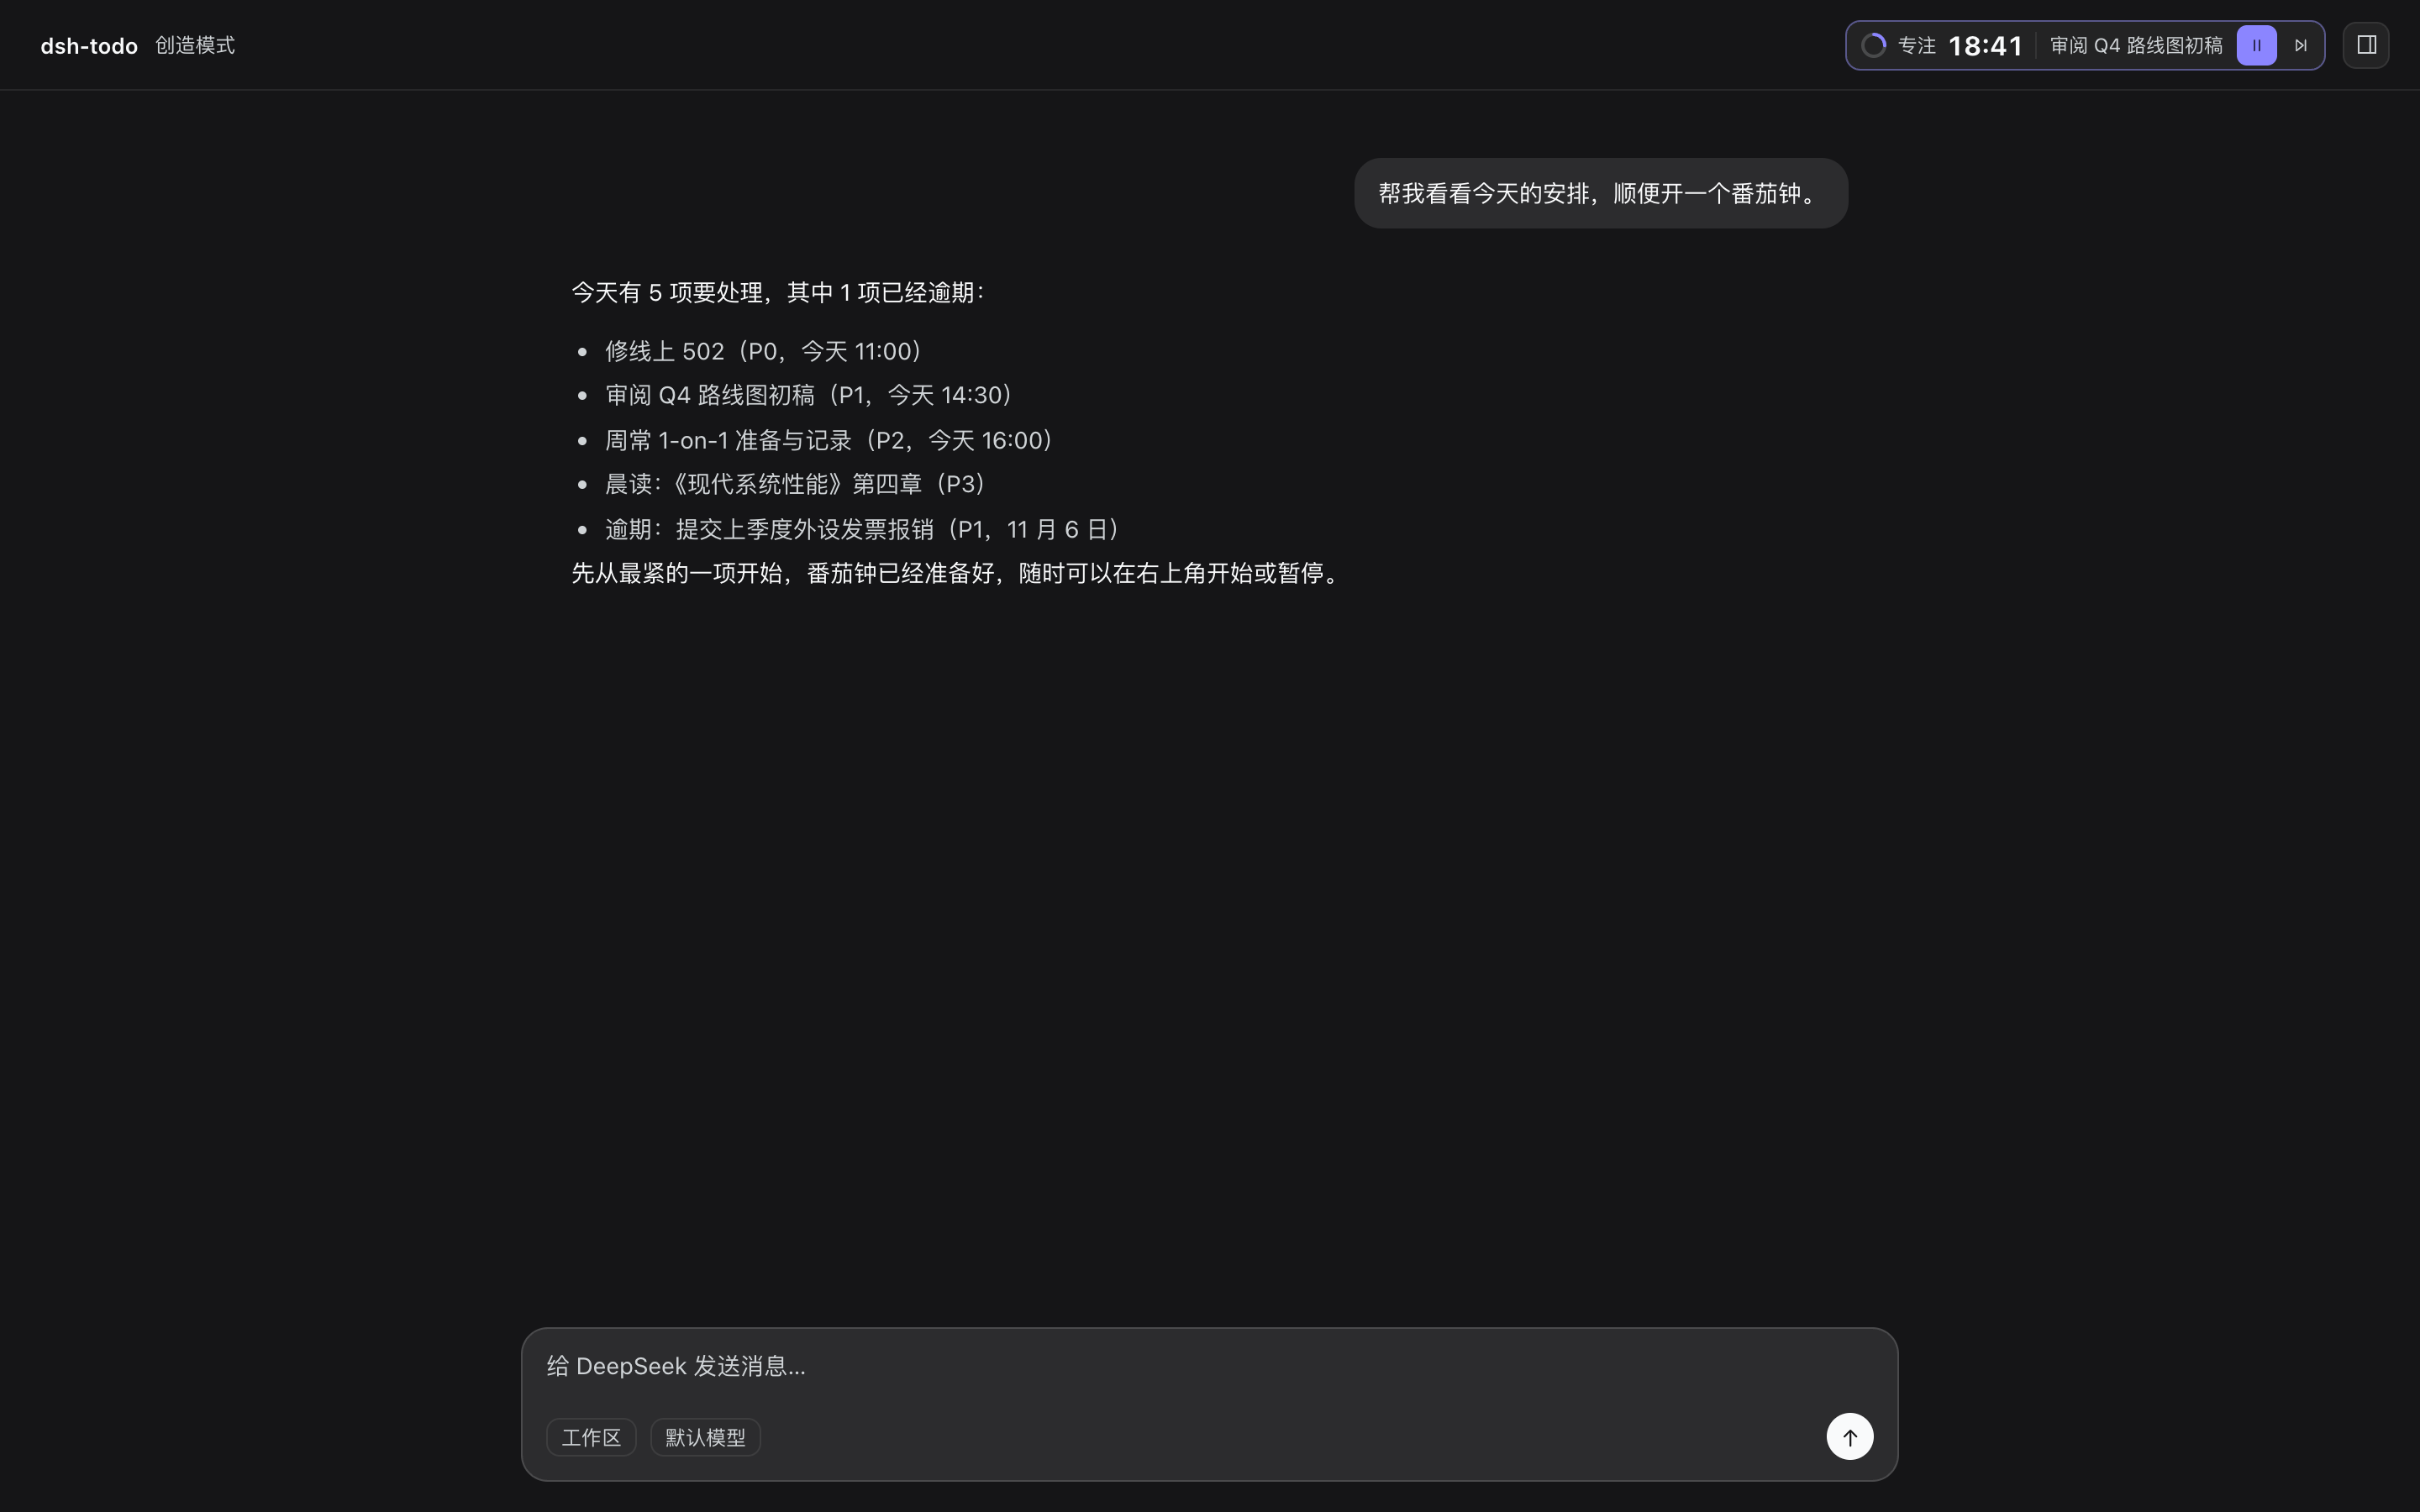 dsh-todo 创造模式
专注 18:41 审阅 Q4 路线图初稿
帮我看看今天的安排，顺便开一个番茄钟。
今天有 5 项要处理，其中 1 项已经逾期：
• 修线上 502（P0，今天 11:00）
• 审阅 Q4 路线图初稿（P1，今天 14:30）
• 周常 1-on-1 准备与记录（P2，今天 16:00）
• 晨读：《现代系统性能》第四章（P3）
• 逾期：提交上季度外设发票报销（P1，11 月 6 日）
先从最紧的一项开始，番茄钟已经准备好，随时可以在右上角开始或暂停。
给 DeepSeek 发送消息...
工作区 默认模型